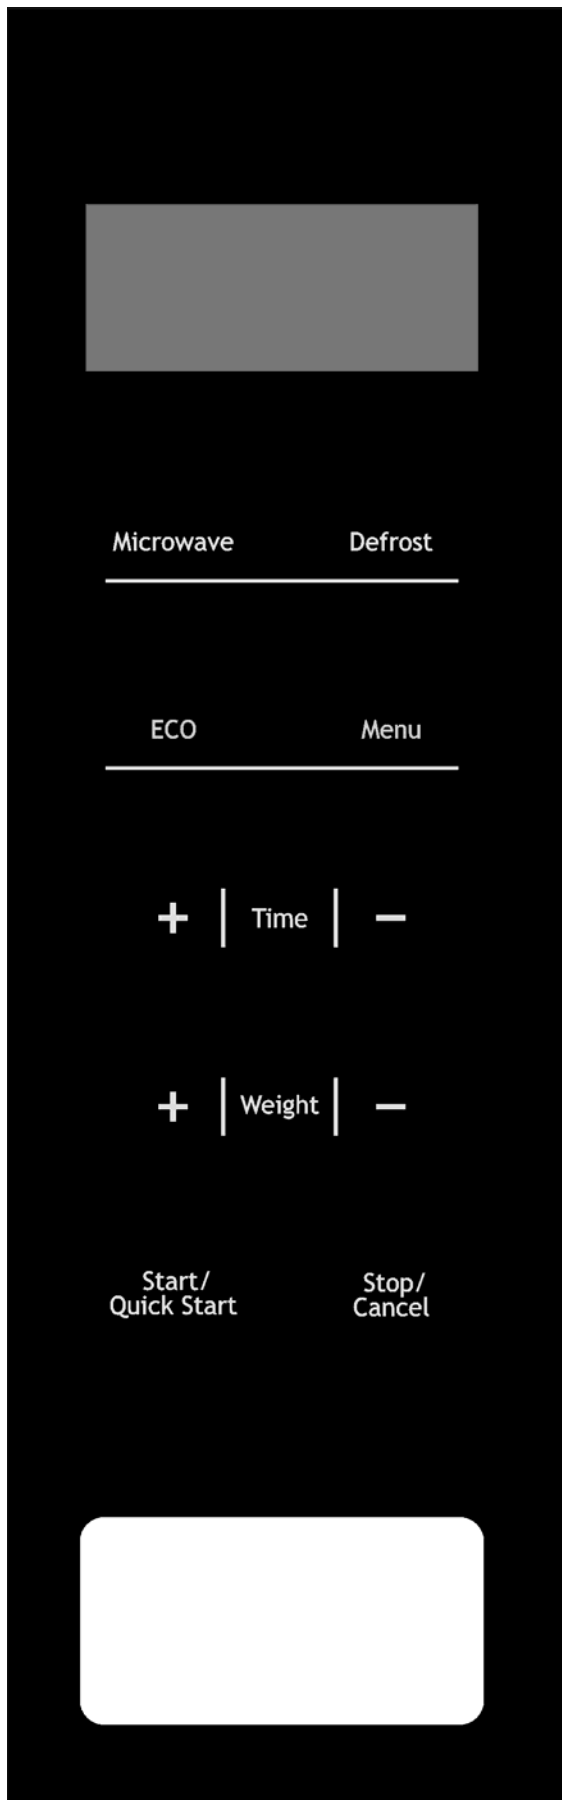 Microwave Defrost
ECO Menu
+ | Time | −
+ | Weight | −
Start/ Stop/
Quick Start Cancel